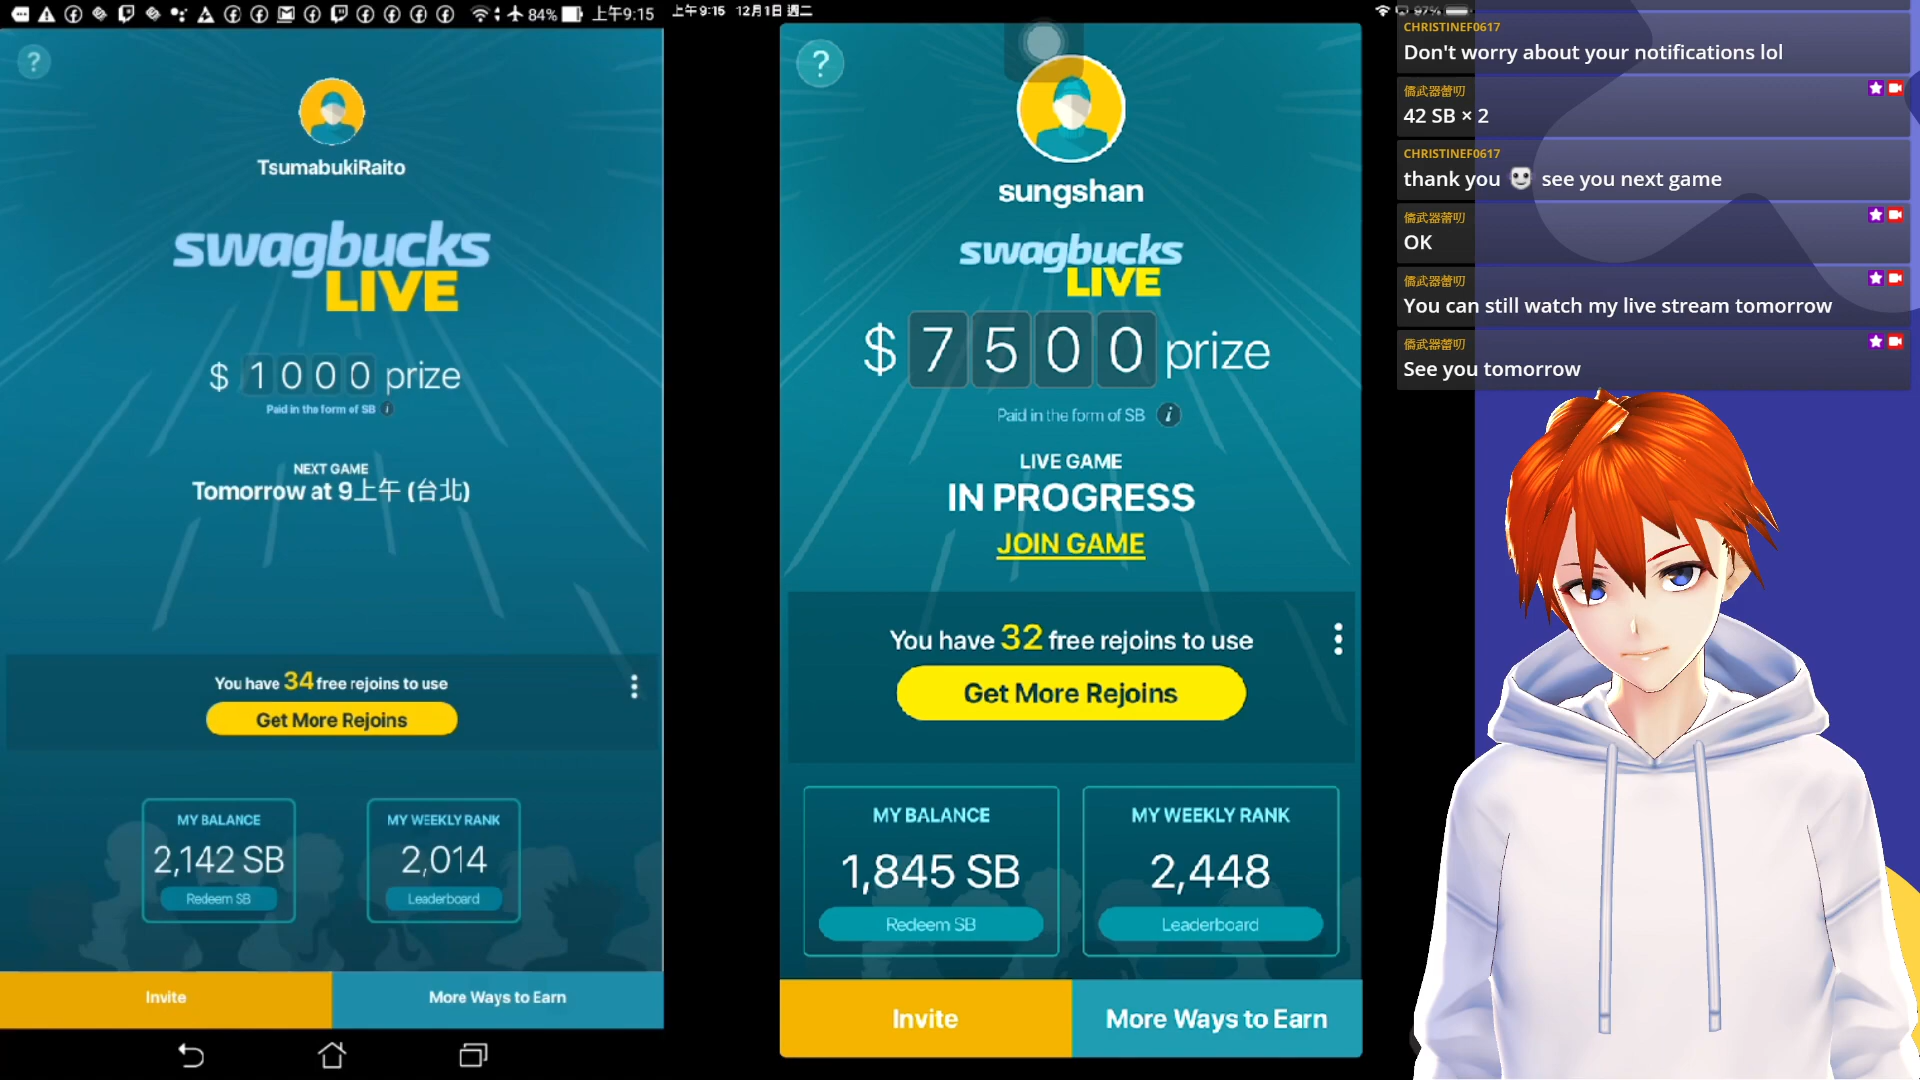 84%
上午9:15
?
TsumabukiRaito
swagbucks
LIVE
$ 1000 prize
Paid in the form of SB i
NEXT GAME
Tomorrow at 9上午 (台北)
You have 34 free rejoins to use
Get More Rejoins
MY BALANCE
2,142 SB
Redeem SB
MY WEEKLY RANK
2,014
Leaderboard
Invite
More Ways to Earn
上午9:15 12月1日 週二
97%
?
sungshan
swagbucks
LIVE
$ 7500 prize
Paid in the form of SB i
LIVE GAME
IN PROGRESS
JOIN GAME
You have 32 free rejoins to use
Get More Rejoins
MY BALANCE
1,845 SB
Redeem SB
MY WEEKLY RANK
2,448
Leaderboard
Invite
More Ways to Earn
CHRISTINEF0617
Don't worry about your notifications lol
42 SB × 2
CHRISTINEF0617
thank you see you next game
OK
You can still watch my live stream tomorrow
See you tomorrow